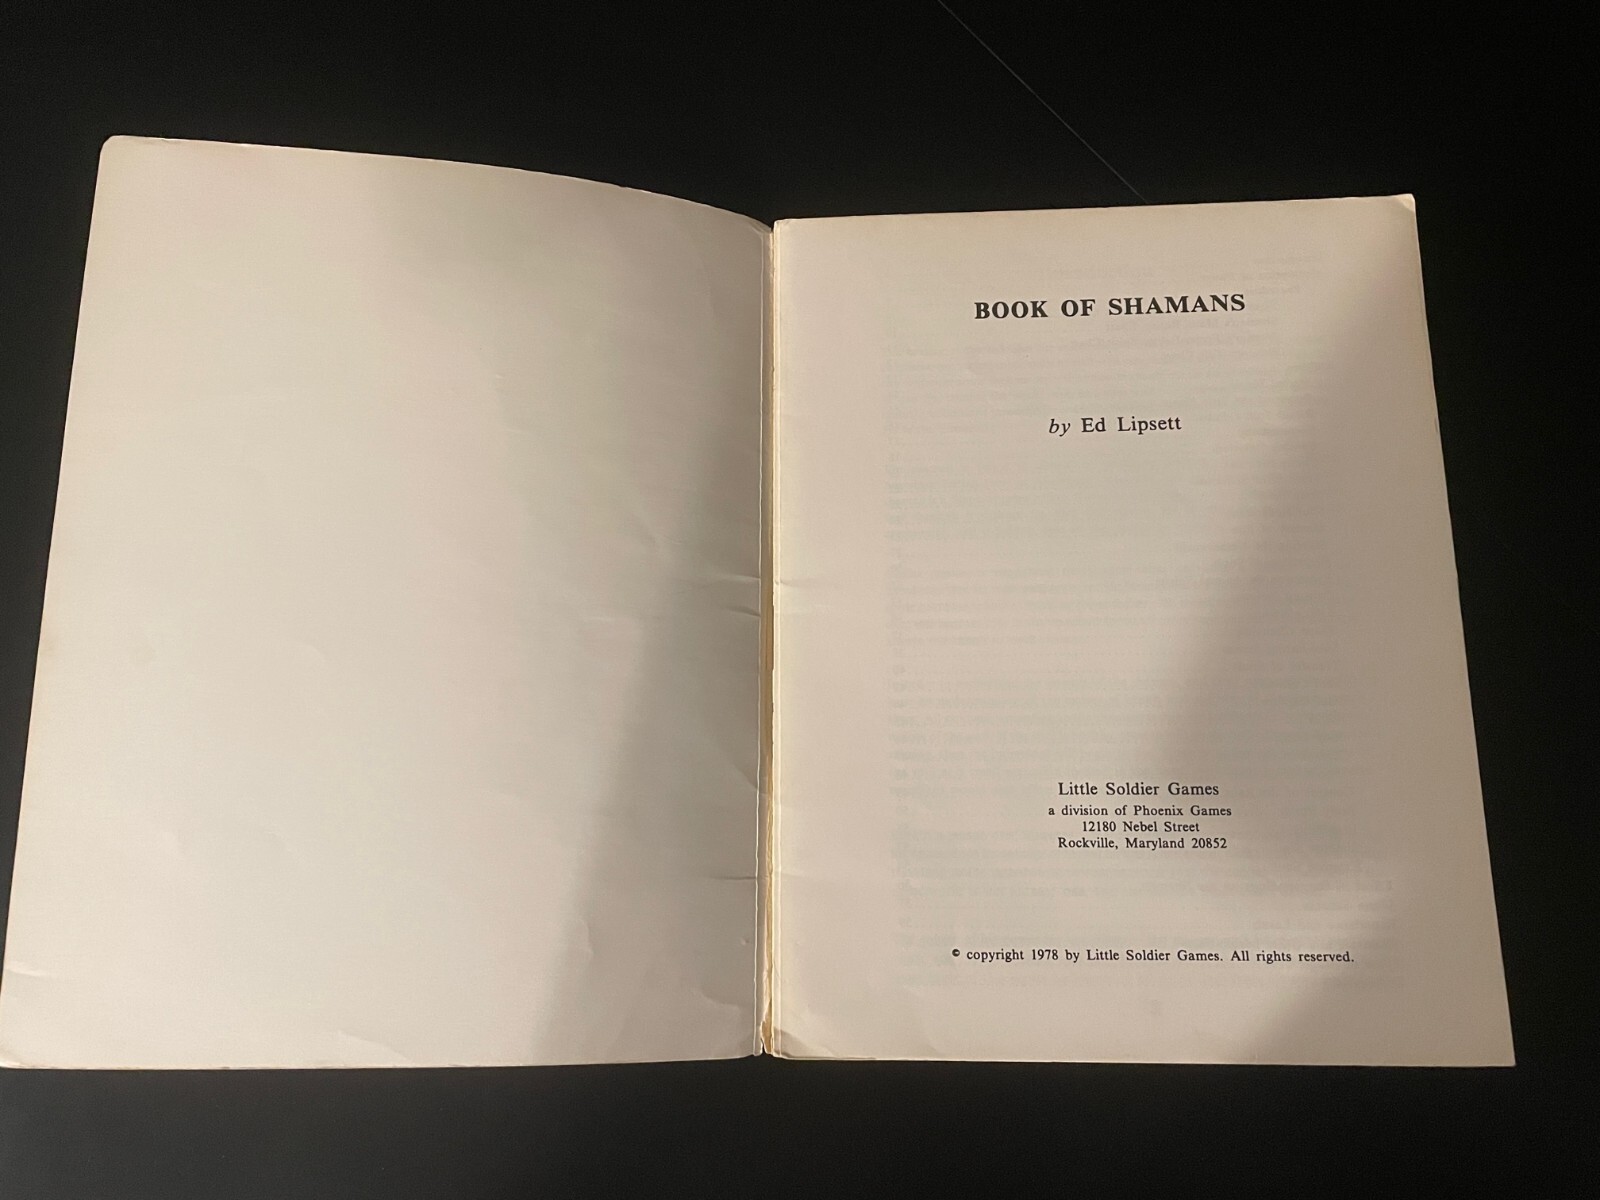 BOOK OF SHAMANS
by Ed Lipsett
Little Soldier Games
a division of Phoenix Games
12180 Nebel Street
Rockville, Maryland 20852
© copyright 1978 by Little Soldier Games. All rights reserved.